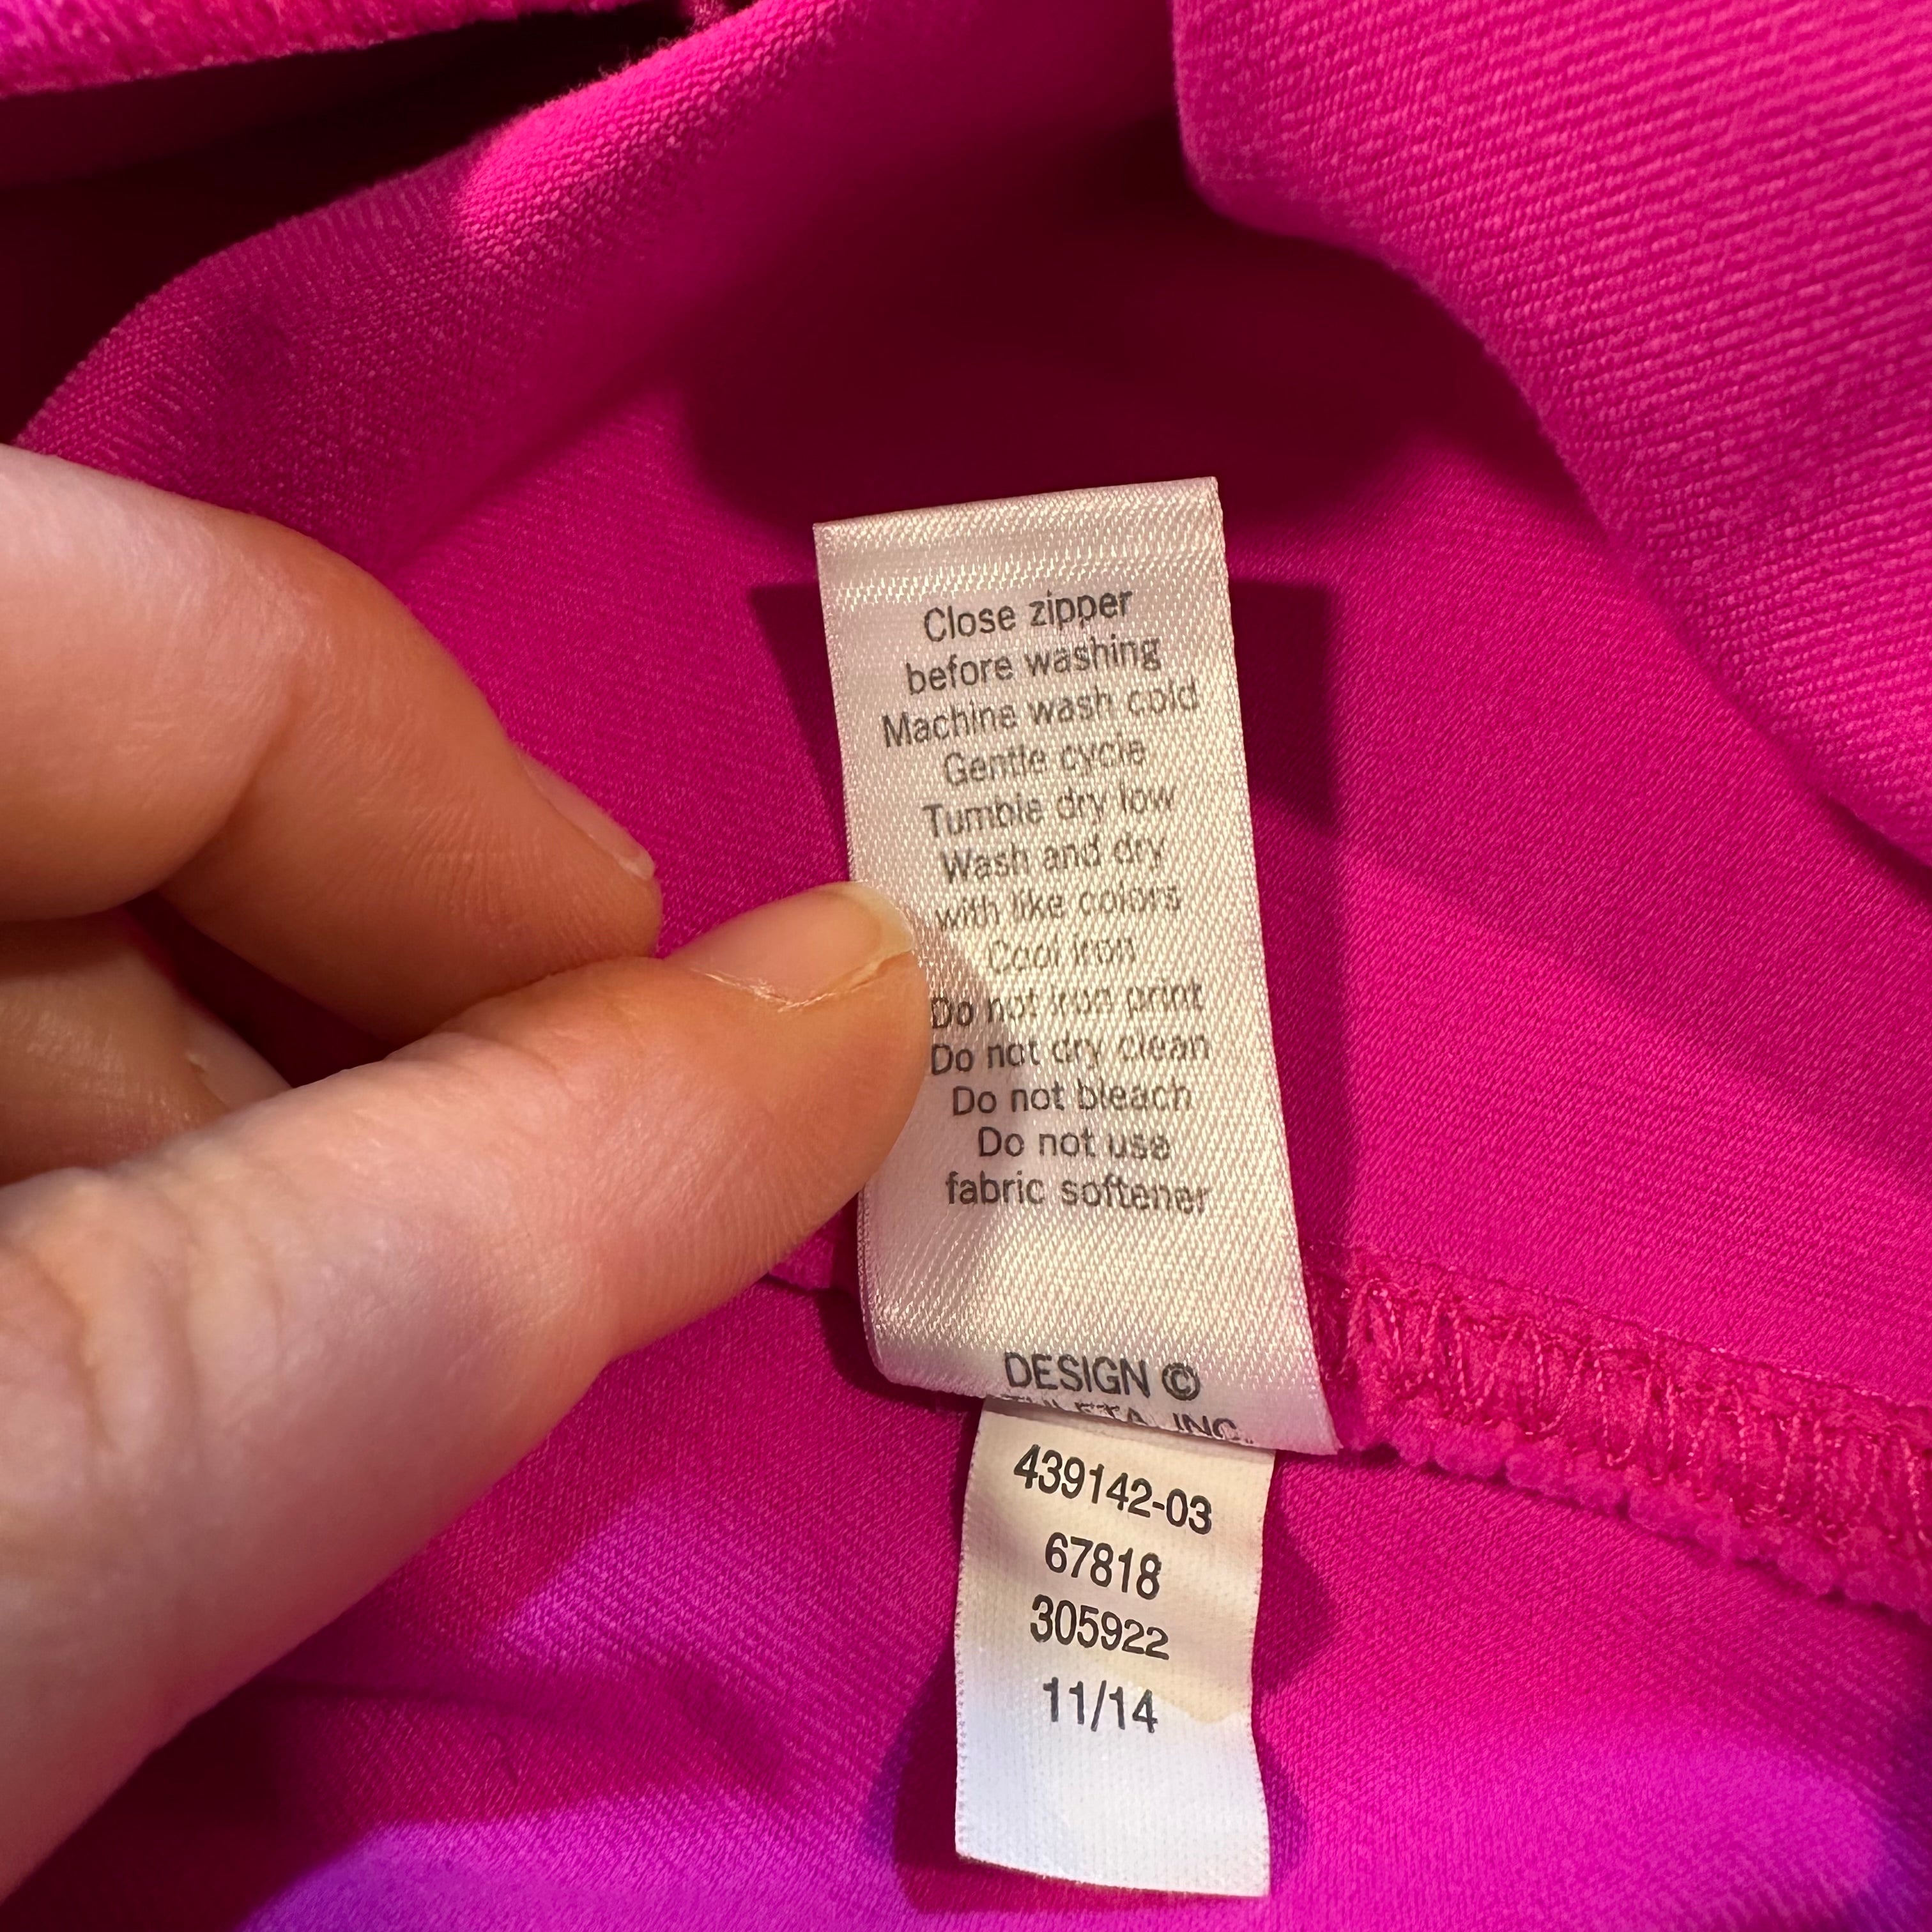 Close zipper
before washing
Machine wash cold
Gentle cycle
Tumble dry low
Wash and dry
with like colors
Cool iron
Do not iron print
Do not dry clean
Do not bleach
Do not use
fabric softener
DESIGN ©
INC.
439142-03
67818
305922
11/14